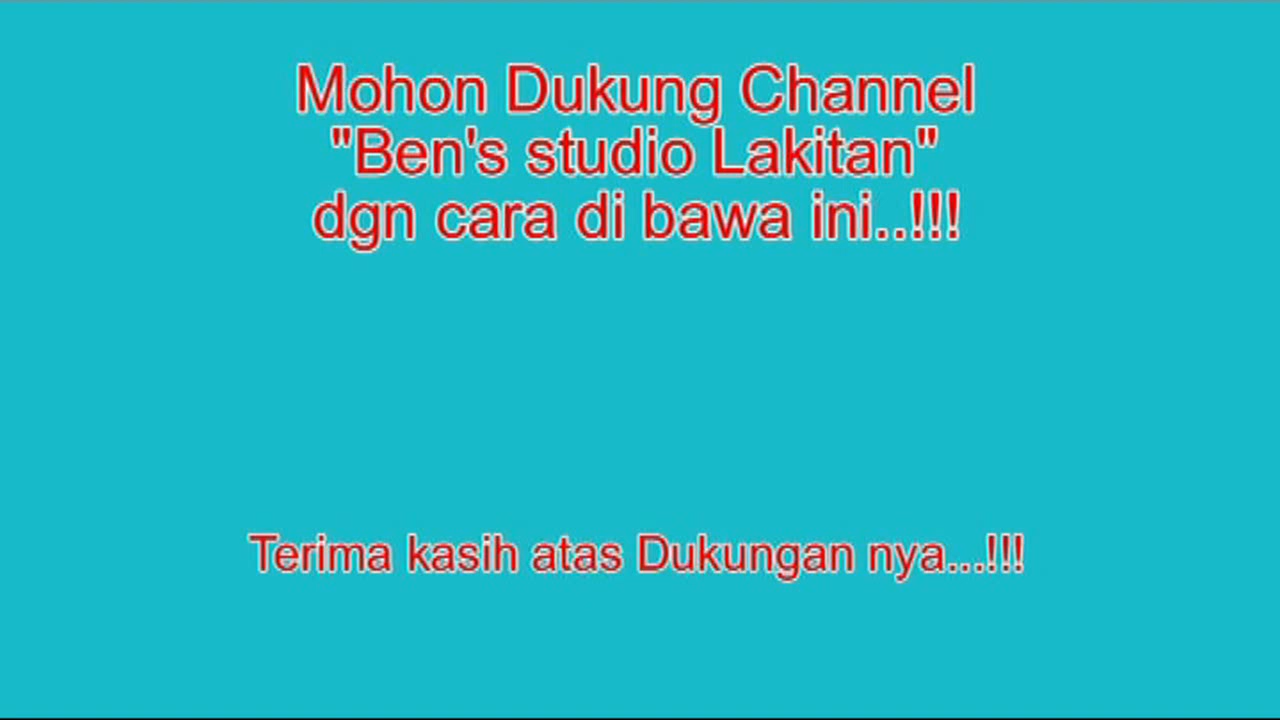 Mohon Dukung Channel
"Ben's studio Lakitan"
dgn cara di bawa ini..!!!
Terima kasih atas Dukungan nya...!!!